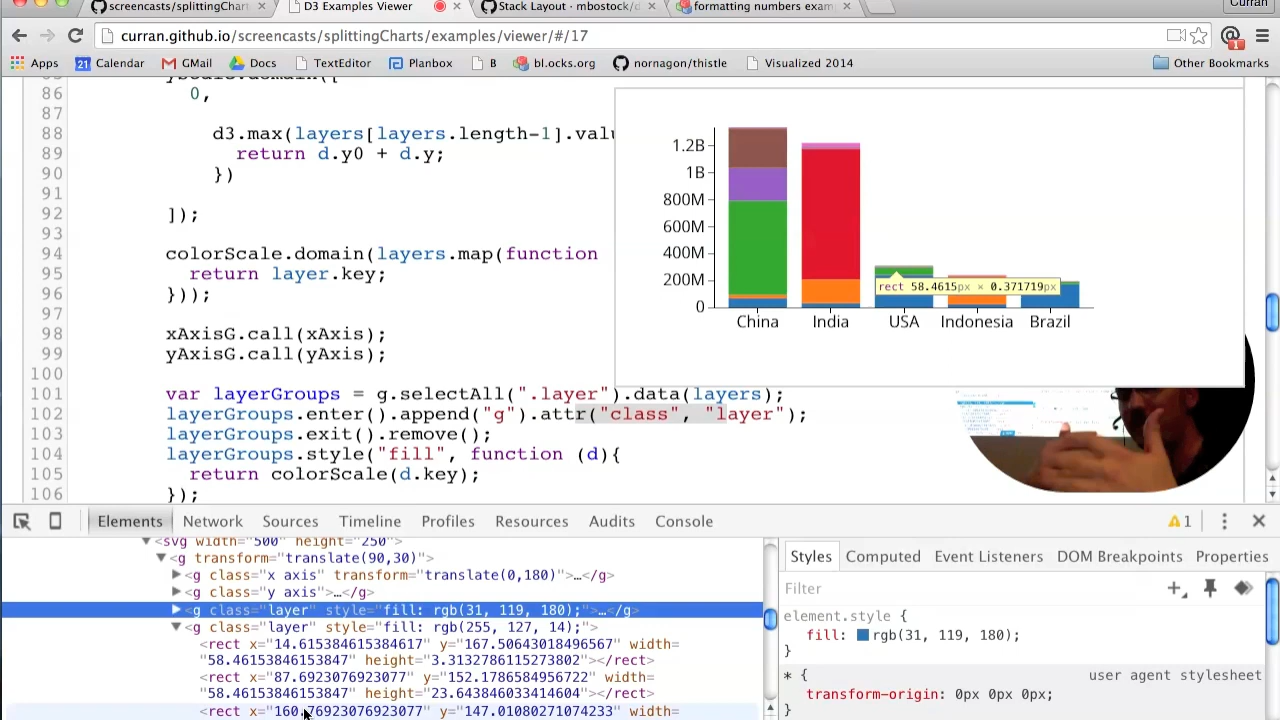 github.com/screencasts/splittingChart
D3 Examples Viewer
Stack Layout - mbostock/d
formatting numbers exam
Curran
curran.github.io/screencasts/splittingCharts/examples/viewer/#/17
1
Apps
21 Calendar
GMail
Docs
TextEditor
Planbox
B
bl.ocks.org
nornagon/thistle
Visualized 2014
Other Bookmarks
86 0,
87
88 d3.max(layers[layers.length-1].valu
89 return d.y0 + d.y;
90 })
91
92 ]);
93
94 colorScale.domain(layers.map(function
95 return layer.key;
96 }));
97
98 xAxisG.call(xAxis);
99 yAxisG.call(yAxis);
100
101 var layerGroups = g.selectAll(".layer").data(layers);
102 layerGroups.enter().append("g").attr("class", "layer");
103 layerGroups.exit().remove();
104 layerGroups.style("fill", function (d){
105 return colorScale(d.key);
106 });
1.2B
1B
800M
600M
400M
200M
0
rect 58.4615px × 0.371719px
China India USA Indonesia Brazil
Elements Network Sources Timeline Profiles Resources Audits Console
1
<svg width="500" height="250">
<g transform="translate(90,30)">
<g class="x axis" transform="translate(0,180)">…</g>
<g class="y axis">…</g>
<g class="layer" style="fill: rgb(31, 119, 180);">…</g>
<g class="layer" style="fill: rgb(255, 127, 14);">
<rect x="14.615384615384617" y="167.50643018496567" width=
"58.46153846153847" height="3.3132786115273802"></rect>
<rect x="87.6923076923077" y="152.1786584956722" width=
"58.46153846153847" height="23.643846033414604"></rect>
<rect x="160.76923076923077" y="147.01080271074233" width=
Styles Computed Event Listeners DOM Breakpoints Properties
Filter
element.style {
fill: rgb(31, 119, 180);
}
* { user agent stylesheet
transform-origin: 0px 0px 0px;
}